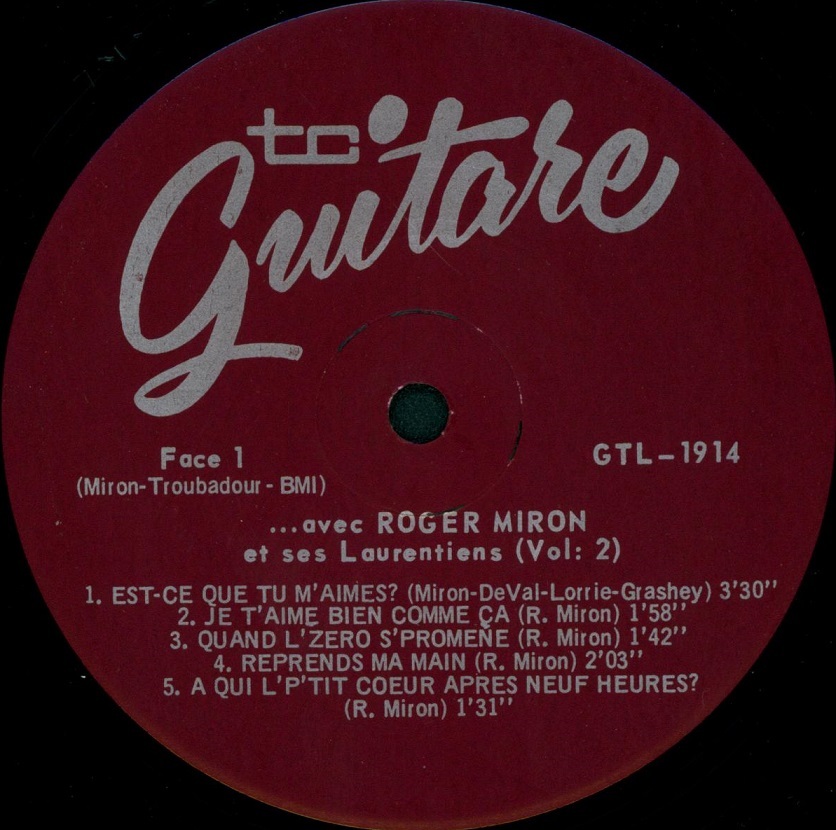 tc
Guitare
Face 1
GTL-1914
(Miron-Troubadour - BMI)
...avec ROGER MIRON
et ses Laurentiens (Vol: 2)
1. EST-CE QUE TU M'AIMES? (Miron-DeVal-Lorrie-Grashey) 3'30''
2. JE T'AIME BIEN COMME ÇA (R. Miron) 1'58''
3. QUAND L'ZERO S'PROMENE (R. Miron) 1'42''
4. REPRENDS MA MAIN (R. Miron) 2'03''
5. A QUI L'P'TIT COEUR APRES NEUF HEURES?
(R. Miron) 1'31''